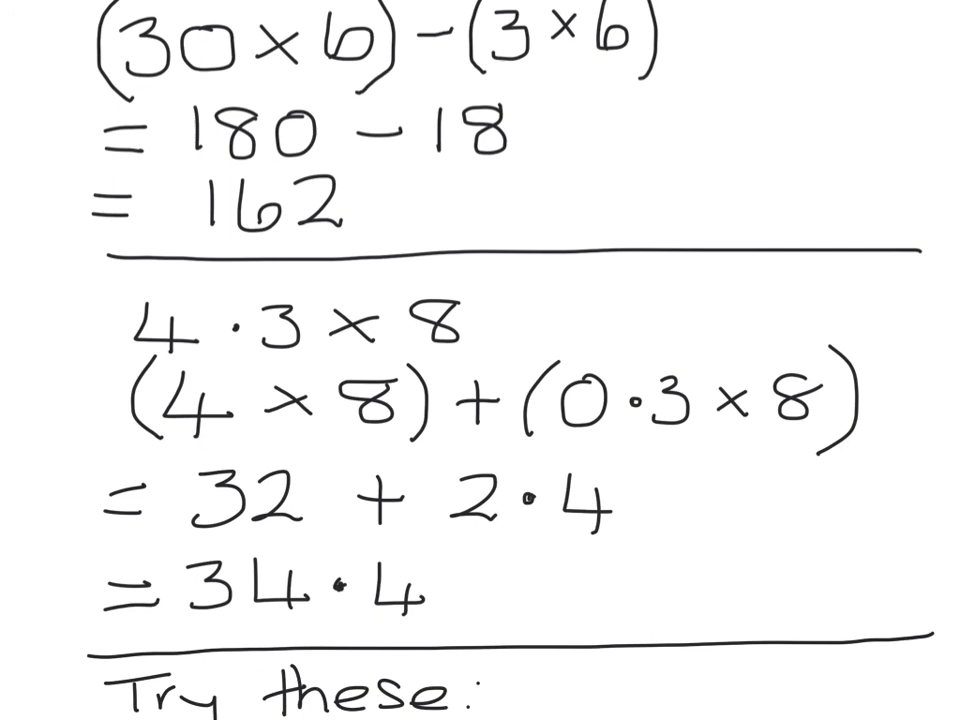 (30 × 6) - (3 × 6)
= 180 - 18
= 162
4·3 × 8
(4 × 8) + (0·3 × 8)
= 32 + 2·4
= 34·4
Try these: